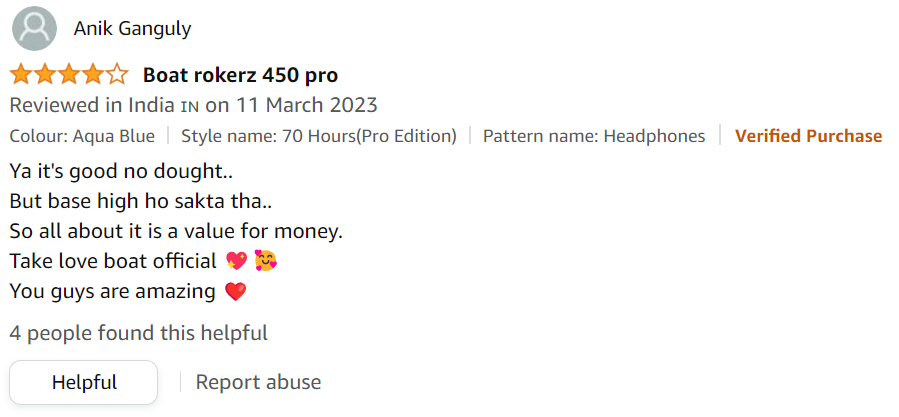 Anik Ganguly
Boat rokerz 450 pro
Reviewed in India IN on 11 March 2023
Colour: Aqua Blue | Style name: 70 Hours(Pro Edition) | Pattern name: Headphones | Verified Purchase
Ya it's good no dought..
But base high ho sakta tha..
So all about it is a value for money.
Take love boat official 💖 🥰
You guys are amazing ❤️
4 people found this helpful
Helpful | Report abuse